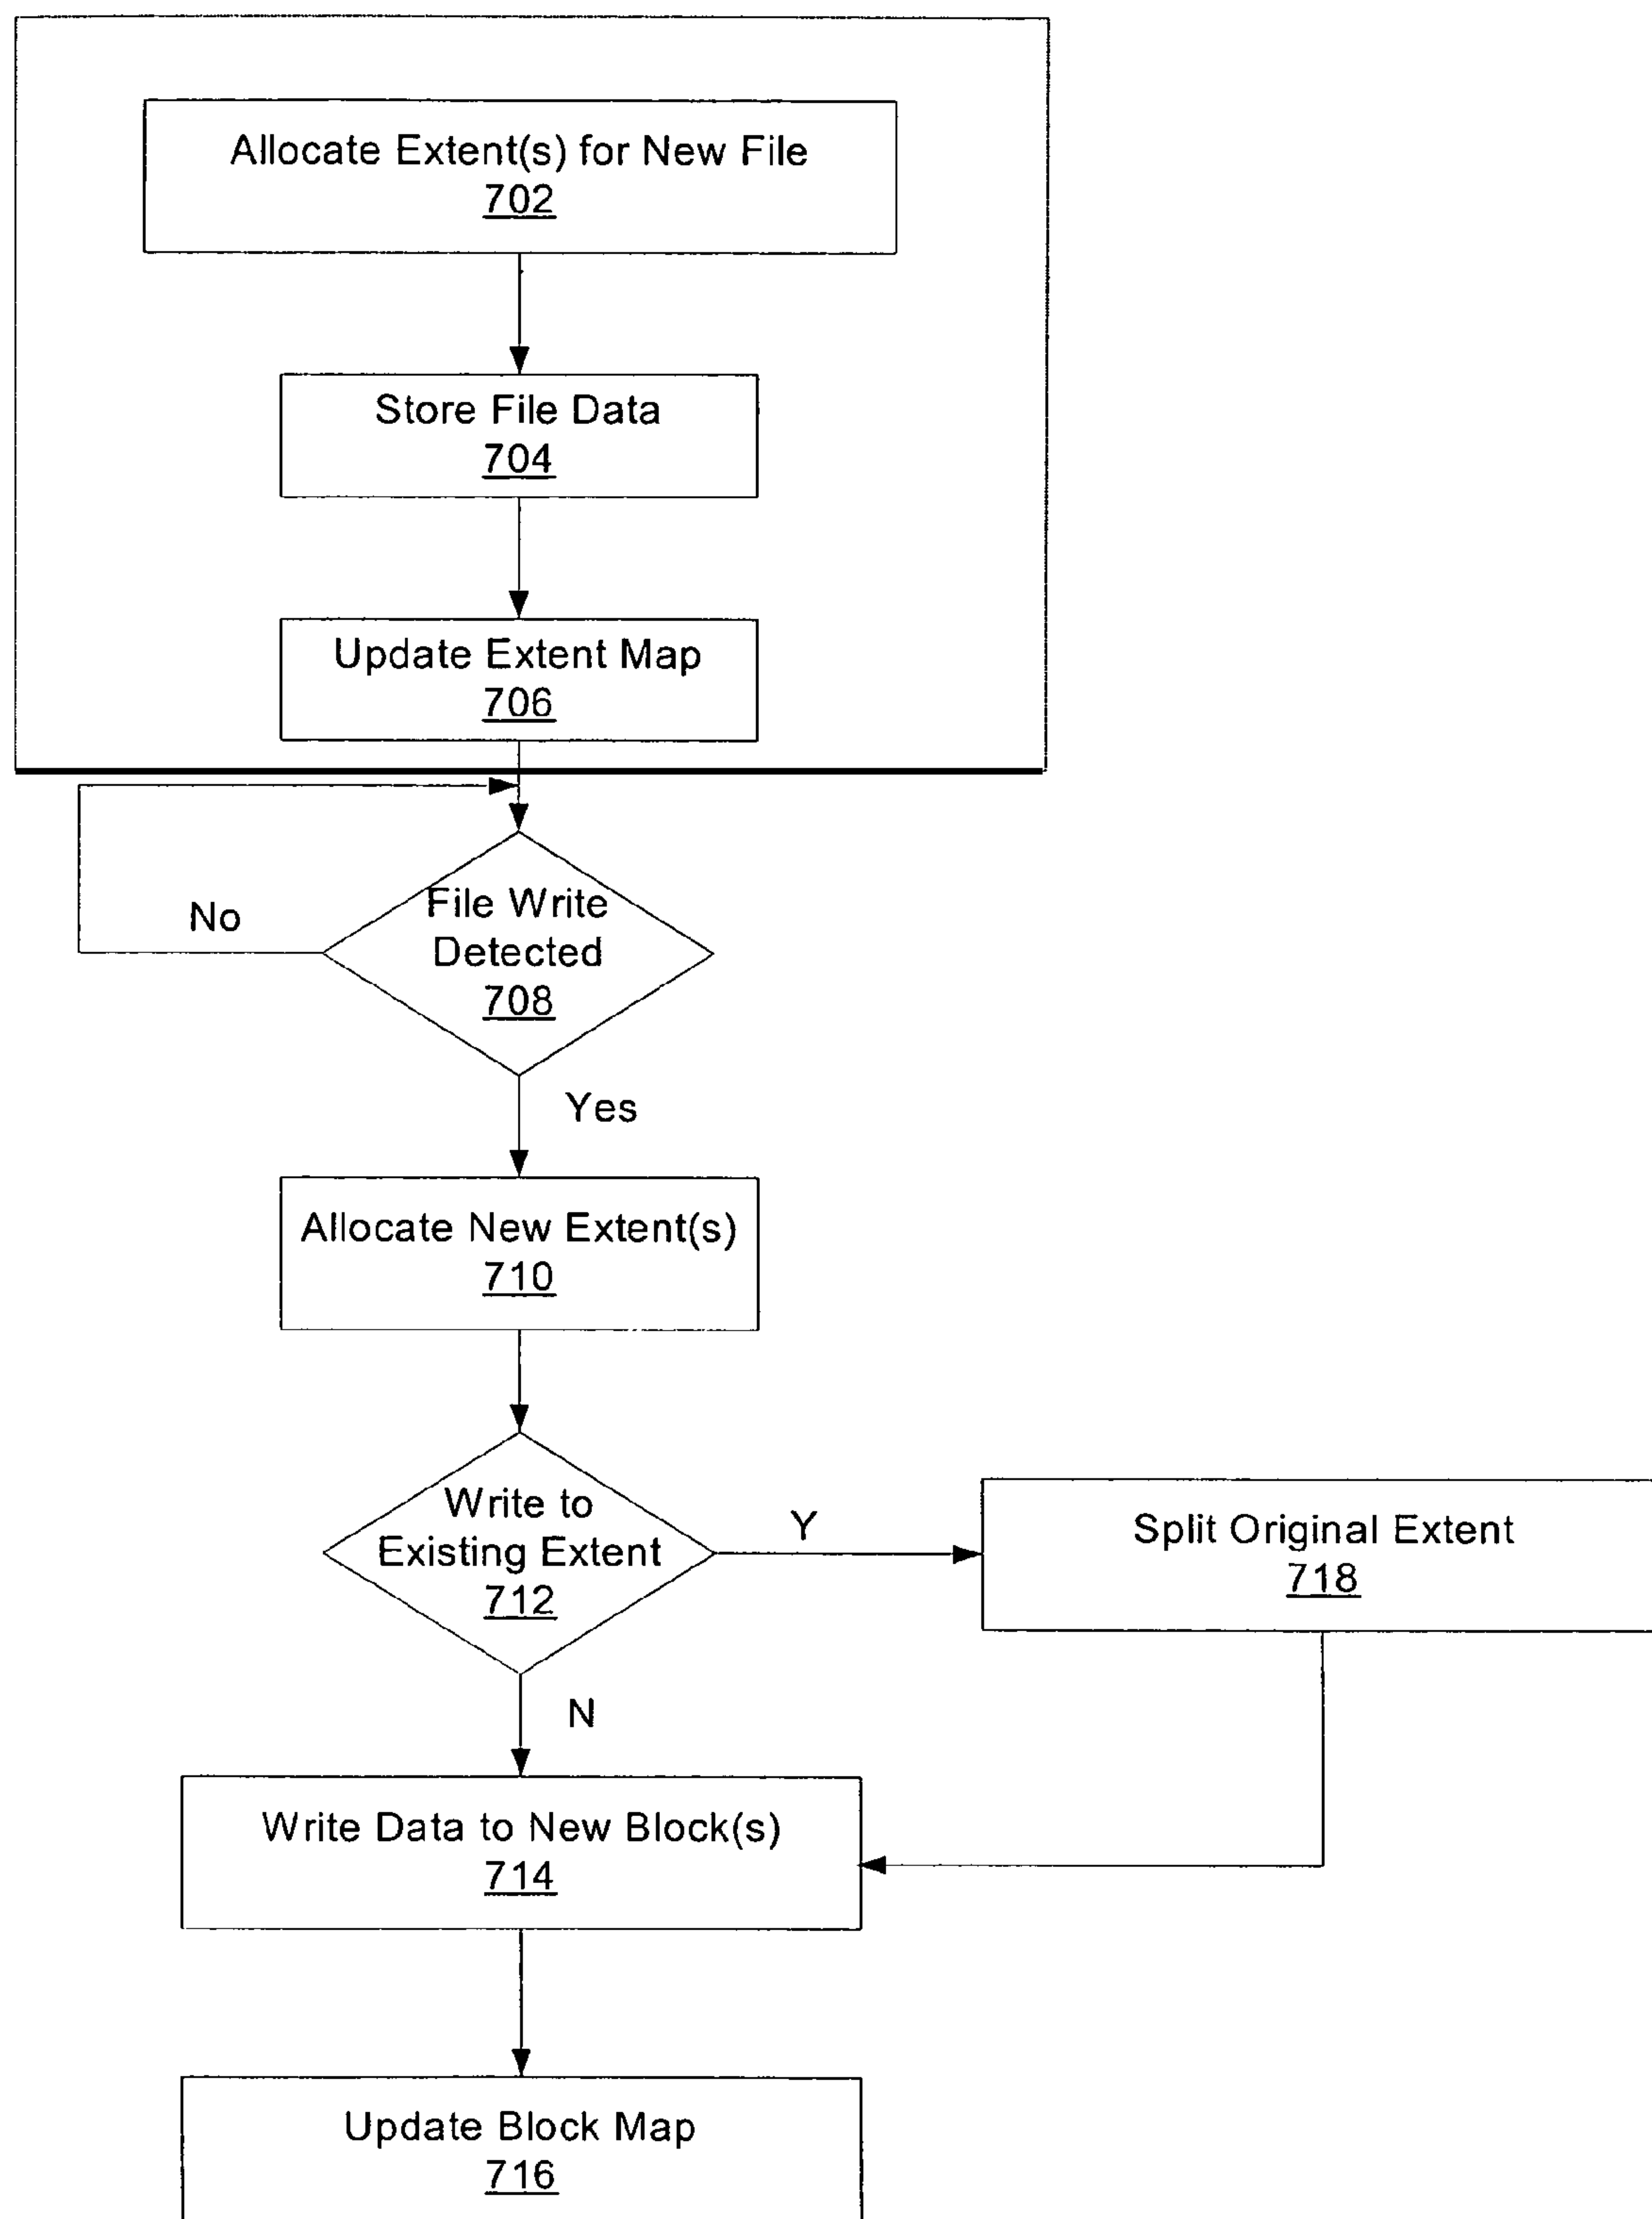 Allocate Extent(s) for New File
702
Store File Data
704
Update Extent Map
706
No
File Write
Detected
708
Yes
Allocate New Extent(s)
710
Write to
Existing Extent
712
Y
Split Original Extent
718
N
Write Data to New Block(s)
714
Update Block Map
716